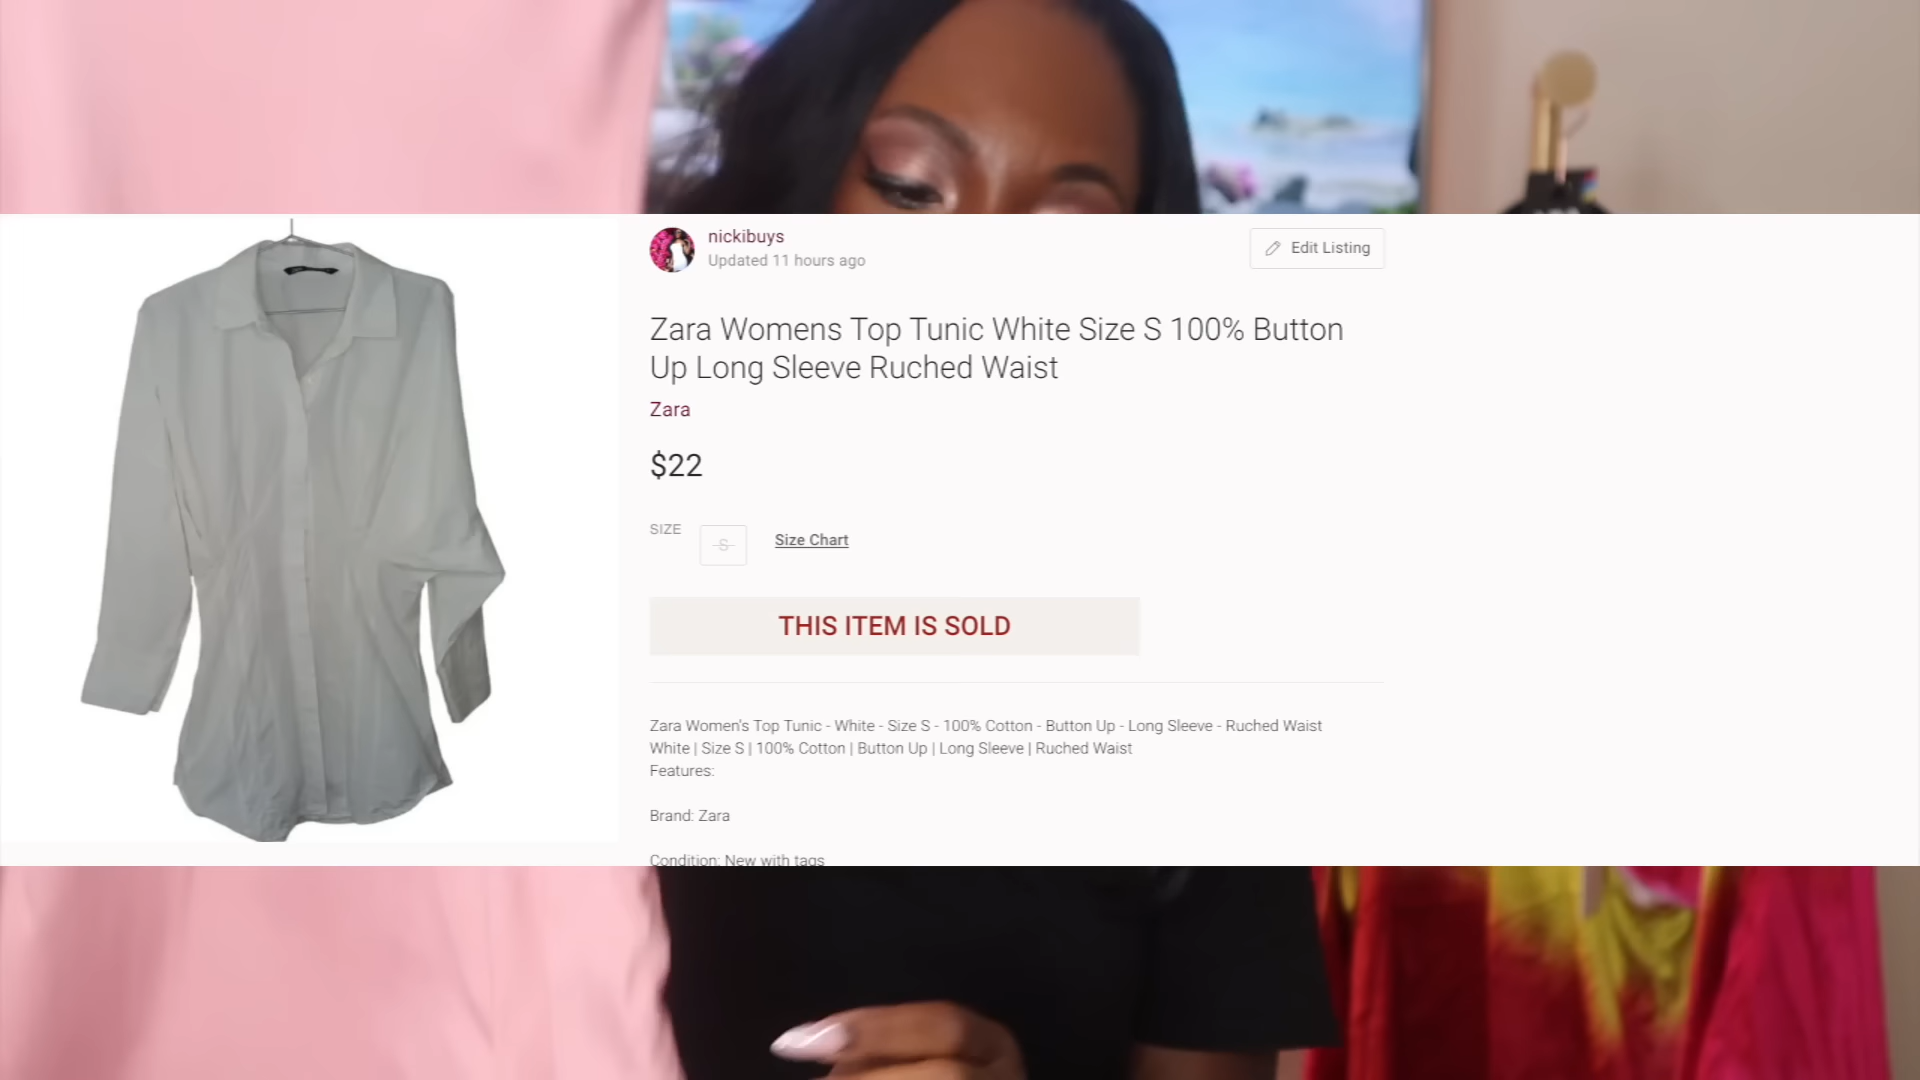 nickibuys
Updated 11 hours ago
Edit Listing
Zara Womens Top Tunic White Size S 100% Button
Up Long Sleeve Ruched Waist
Zara
$22
SIZE
S
Size Chart
THIS ITEM IS SOLD
Zara Women's Top Tunic - White - Size S - 100% Cotton - Button Up - Long Sleeve - Ruched Waist
White | Size S | 100% Cotton | Button Up | Long Sleeve | Ruched Waist
Features:
Brand: Zara
Condition: New with tags